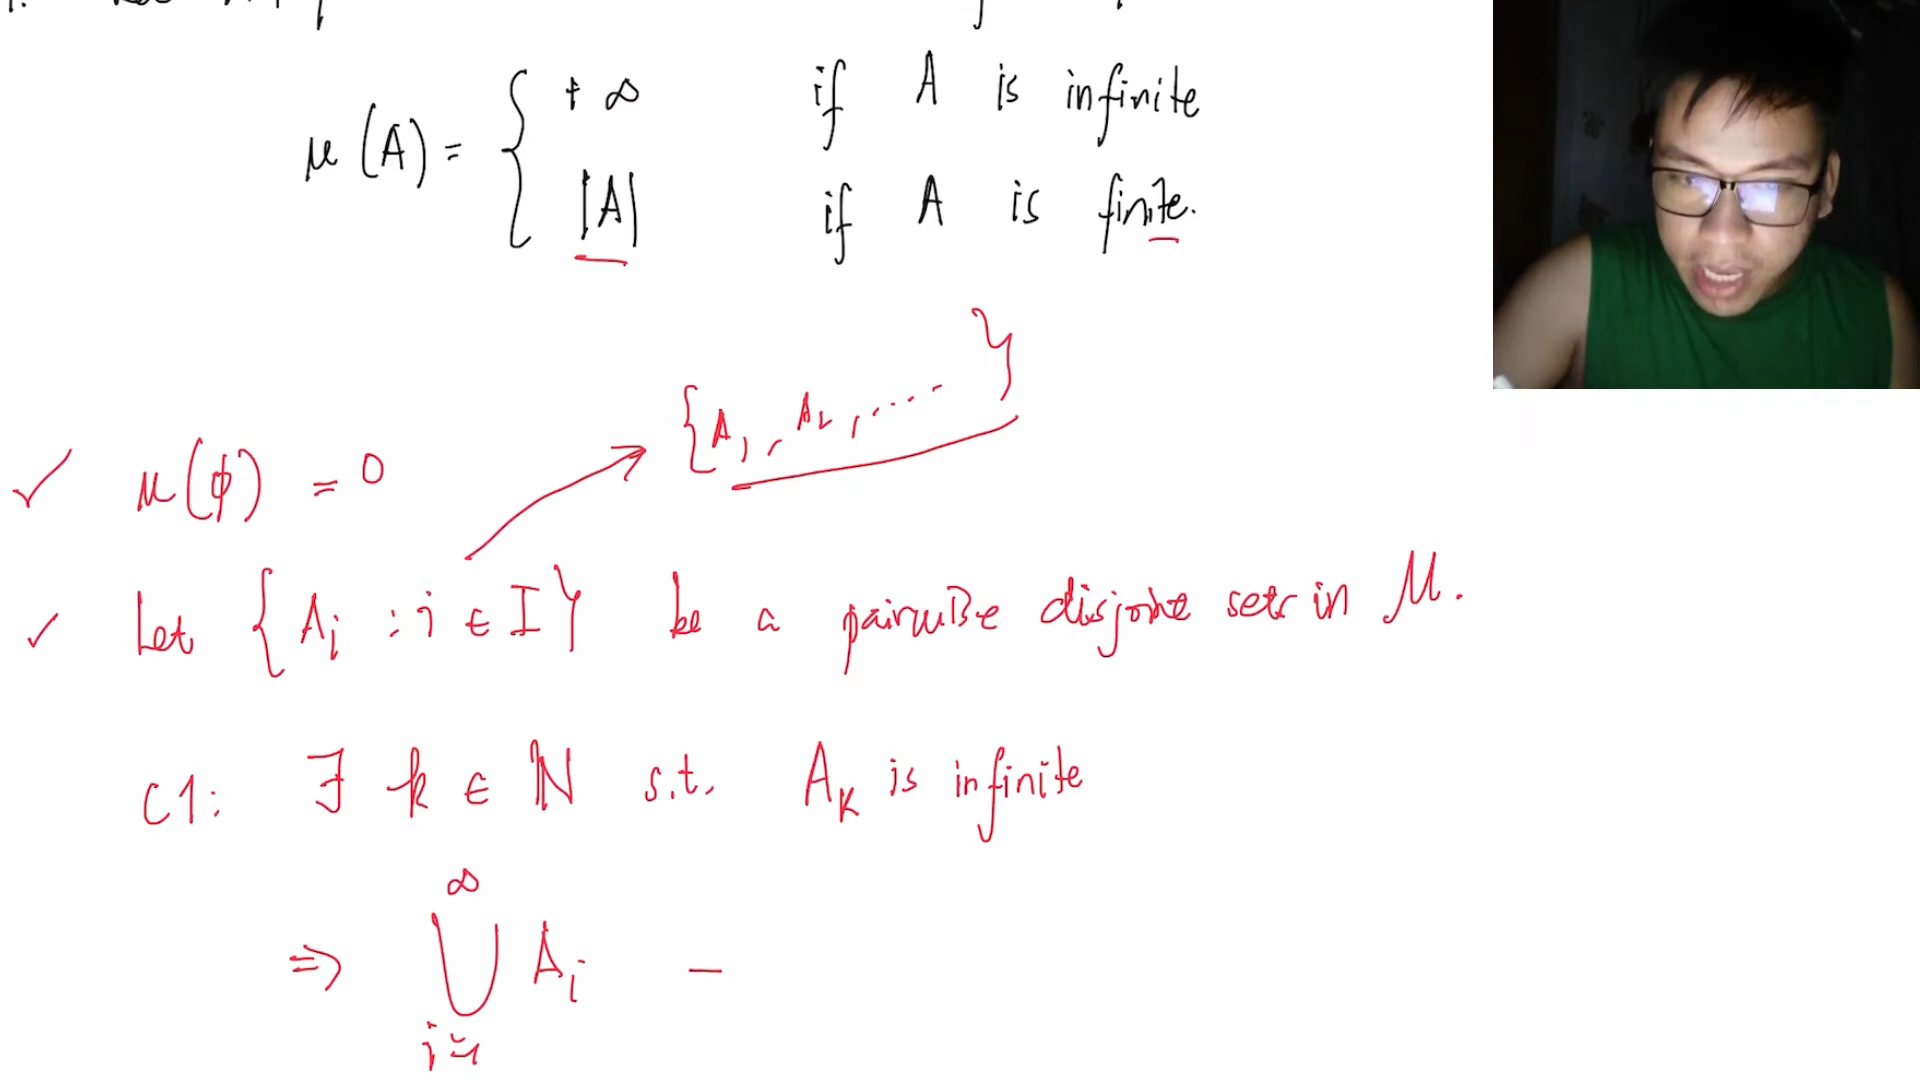 μ(A) = { +∞ if A is infinite
|A| if A is finite.
{A₁, A₂, ..... }
✓ μ(ϕ) = 0
✓ Let {Aᵢ : i ∈ I} be a pairwise disjoint sets in M.
C1: ∃ k ∈ ℕ s.t. Aₖ is infinite
∞
⇒ ⋃ Aᵢ —
i=1